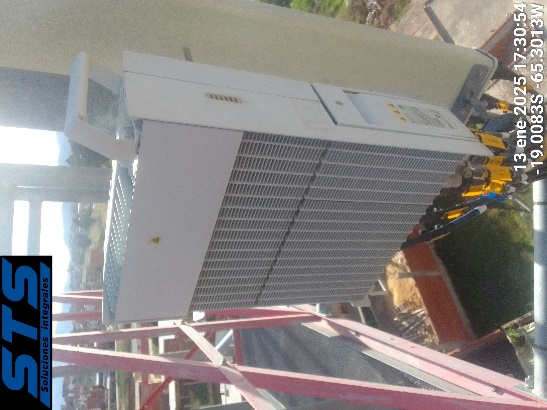 13 ene 2025 17:30:54
-19.0083S -65.3013W
STS
Soluciones integrales